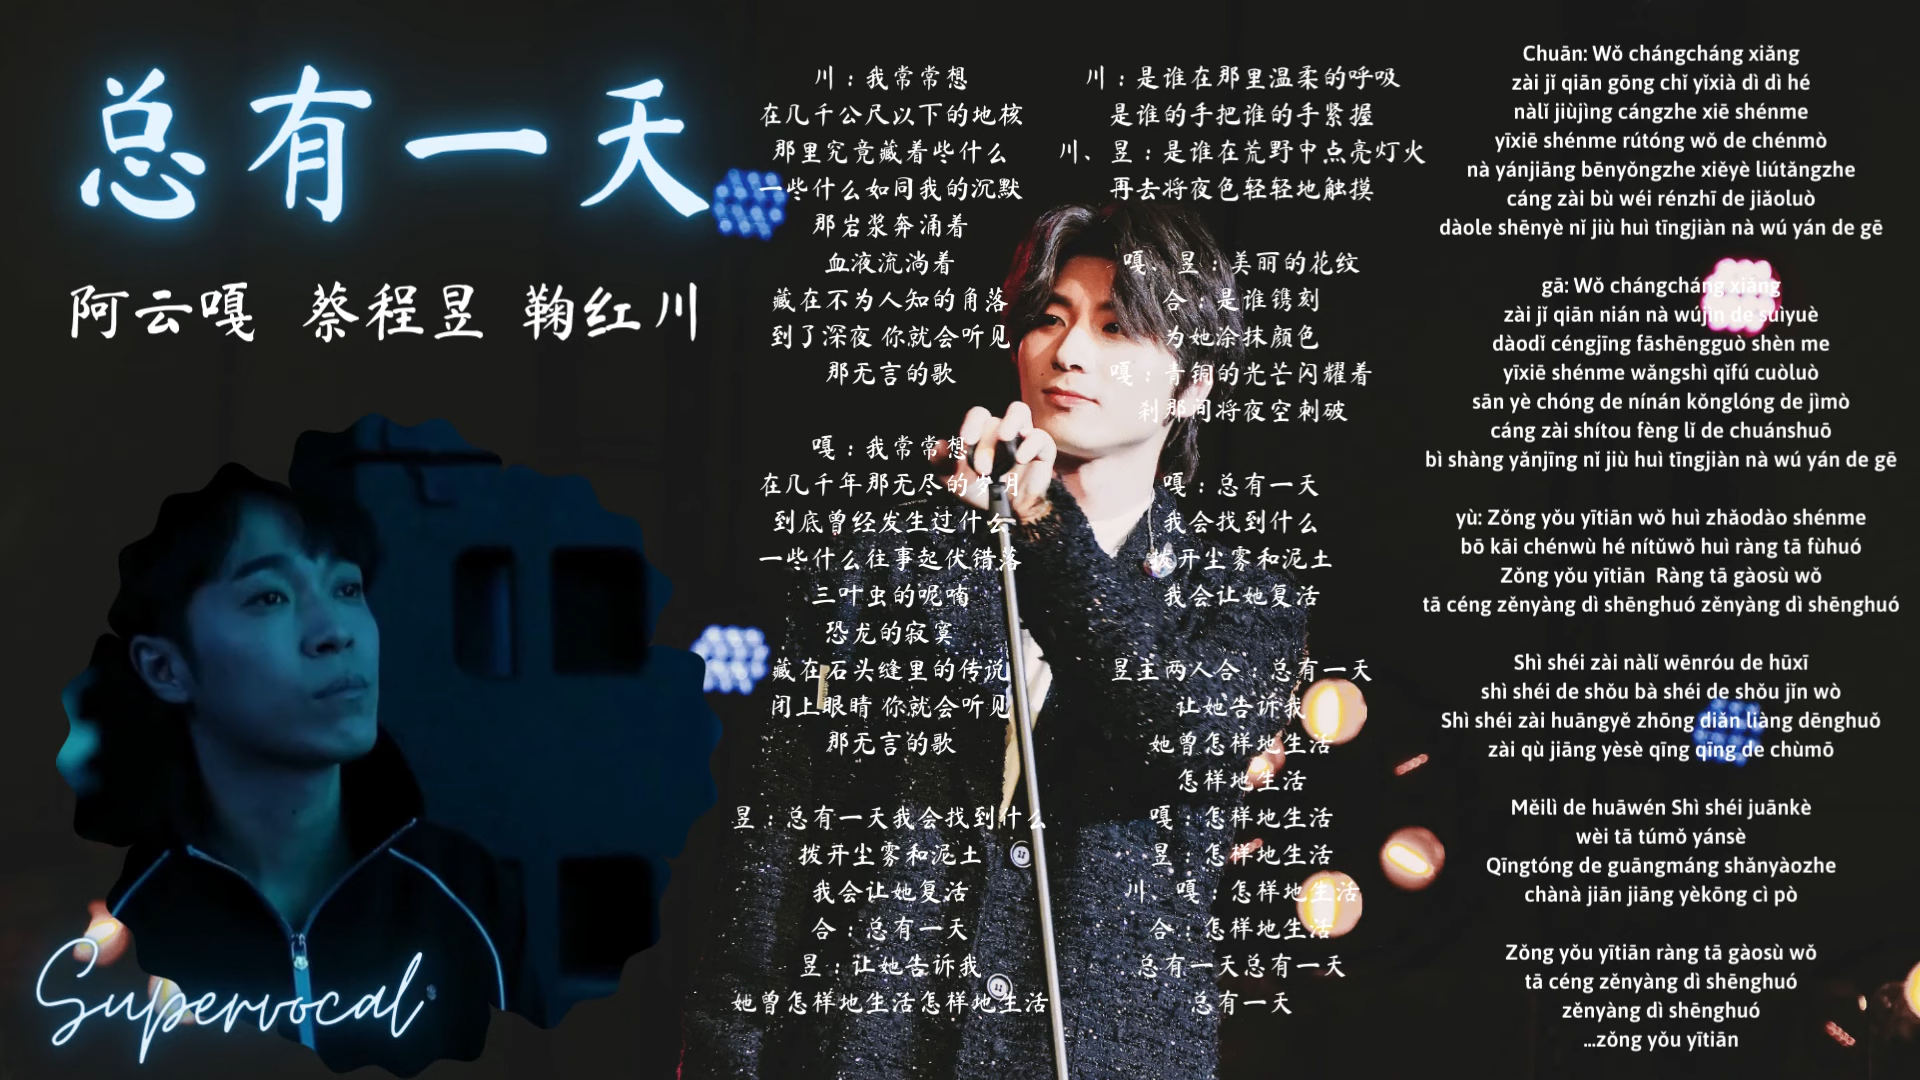 总有一天
阿云嘎 蔡程昱 鞠红川
Supervocal
川：我常常想
在几千公尺以下的地核
那里究竟藏着些什么
一些什么如同我的沉默
那岩浆奔涌着
血液流淌着
藏在不为人知的角落
到了深夜 你就会听见
那无言的歌
嘎：我常常想
在几千年那无尽的岁月
到底曾经发生过什么
一些什么往事起伏错落
三叶虫的呢喃
恐龙的寂寞
藏在石头缝里的传说
闭上眼睛 你就会听见
那无言的歌
昱：总有一天我会找到什么
拨开尘雾和泥土
我会让她复活
合：总有一天
昱：让她告诉我
她曾怎样地生活怎样地生活
川：是谁在那里温柔的呼吸
是谁的手把谁的手紧握
川、昱：是谁在荒野中点亮灯火
再去将夜色轻轻地触摸
嘎、昱：美丽的花纹
合：是谁镌刻
为她涂抹颜色
嘎：青铜的光芒闪耀着
刹那间将夜空刺破
嘎：总有一天
我会找到什么
拨开尘雾和泥土
我会让她复活
昱主两人合：总有一天
让她告诉我
她曾怎样地生活
怎样地生活
嘎：怎样地生活
昱：怎样地生活
川、嘎：怎样地生活
合：怎样地生活
总有一天总有一天
总有一天
Chuān: Wǒ chángcháng xiǎng
zài jǐ qiān gōng chǐ yǐxià dì dì hé
nàlǐ jiùjìng cángzhe xiē shénme
yīxiē shénme rútóng wǒ de chénmò
nà yánjiāng bēnyǒngzhe xiěyè liútǎngzhe
cáng zài bù wéi rénzhī de jiǎoluò
dàole shēnyè nǐ jiù huì tīngjiàn nà wú yán de gē
gā: Wǒ chángcháng xiǎng
zài jǐ qiān nián nà wújìn de suìyuè
dàodǐ céngjīng fāshēngguò shèn me
yīxiē shénme wǎngshì qǐfú cuòluò
sān yè chóng de nínán kǒnglóng de jìmò
cáng zài shítou fèng lǐ de chuánshuō
bì shàng yǎnjīng nǐ jiù huì tīngjiàn nà wú yán de gē
yù: Zǒng yǒu yītiān wǒ huì zhǎodào shénme
bō kāi chénwù hé nítǔwǒ huì ràng tā fùhuó
Zǒng yǒu yītiān Ràng tā gàosù wǒ
tā céng zěnyàng dì shēnghuó zěnyàng dì shēnghuó
Shì shéi zài nàlǐ wēnróu de hūxī
shì shéi de shǒu bà shéi de shǒu jǐn wò
Shì shéi zài huāngyě zhōng diǎn liàng dēnghuǒ
zài qù jiāng yèsè qīng qīng de chùmō
Měilì de huāwén Shì shéi juānkè
wèi tā túmǒ yánsè
Qīngtóng de guāngmáng shǎnyàozhe
chànà jiān jiāng yèkōng cì pò
Zǒng yǒu yītiān ràng tā gàosù wǒ
tā céng zěnyàng dì shēnghuó
zěnyàng dì shēnghuó
...zǒng yǒu yītiān